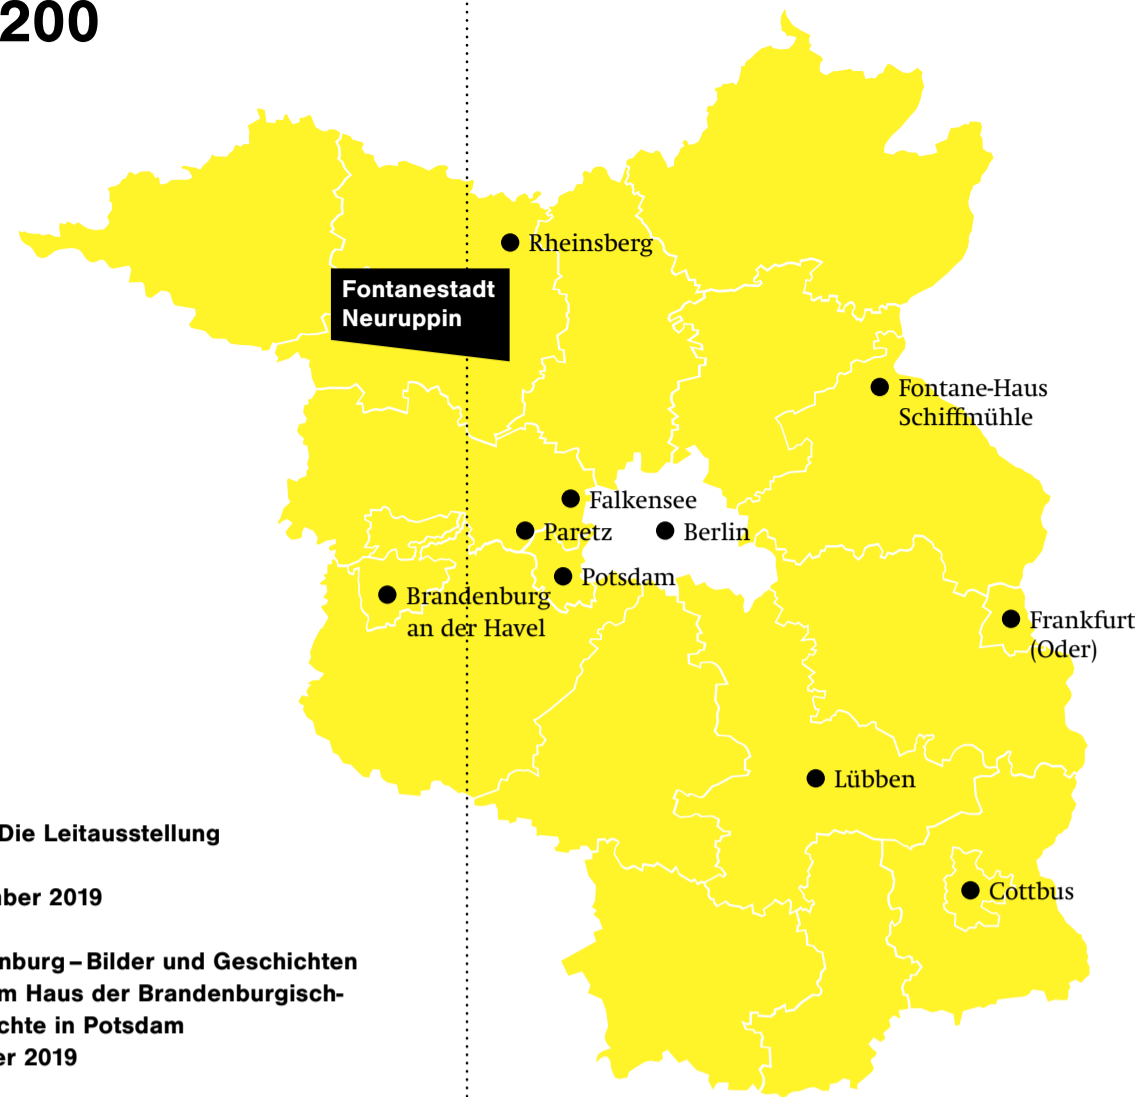 200
Rheinsberg
Fontanestadt
Neuruppin
Fontane-Haus
Schiffmühle
Falkensee
Paretz
Berlin
Potsdam
Brandenburg
an der Havel
Frankfurt
(Oder)
Lübben
Cottbus
Die Leitausstellung
ber 2019
nburg – Bilder und Geschichten
m Haus der Brandenburgisch-
chte in Potsdam
er 2019